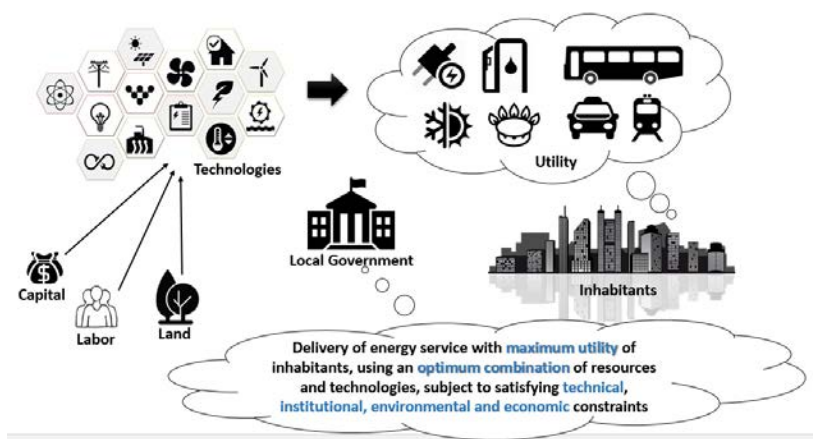 Technologies
Utility
Capital
Labor
Land
Local Government
Inhabitants
Delivery of energy service with maximum utility of
inhabitants, using an optimum combination of resources
and technologies, subject to satisfying technical,
institutional, environmental and economic constraints